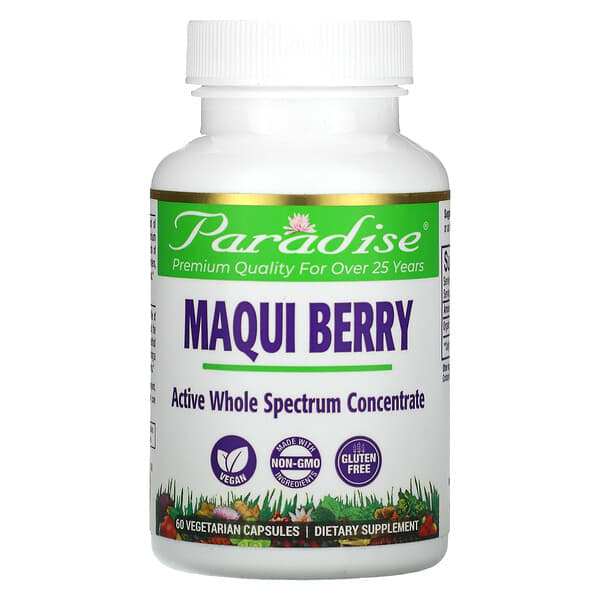 Paradise®
Premium Quality For Over 25 Years
MAQUI BERRY
Active Whole Spectrum Concentrate
VEGAN
MADE WITH
NON-GMO
INGREDIENTS
GLUTEN
FREE
60 VEGETARIAN CAPSULES | DIETARY SUPPLEMENT